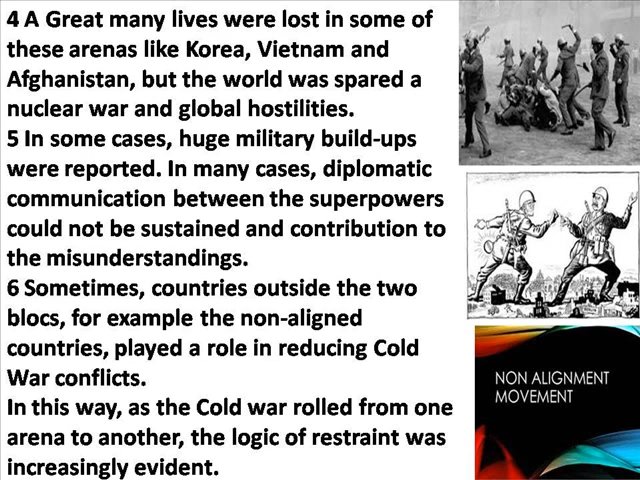 4 A Great many lives were lost in some of
these arenas like Korea, Vietnam and
Afghanistan, but the world was spared a
nuclear war and global hostilities.
5 In some cases, huge military build-ups
were reported. In many cases, diplomatic
communication between the superpowers
could not be sustained and contribution to
the misunderstandings.
6 Sometimes, countries outside the two
blocs, for example the non-aligned
countries, played a role in reducing Cold
War conflicts.
In this way, as the Cold war rolled from one
arena to another, the logic of restraint was
increasingly evident.
NON ALIGNMENT
MOVEMENT